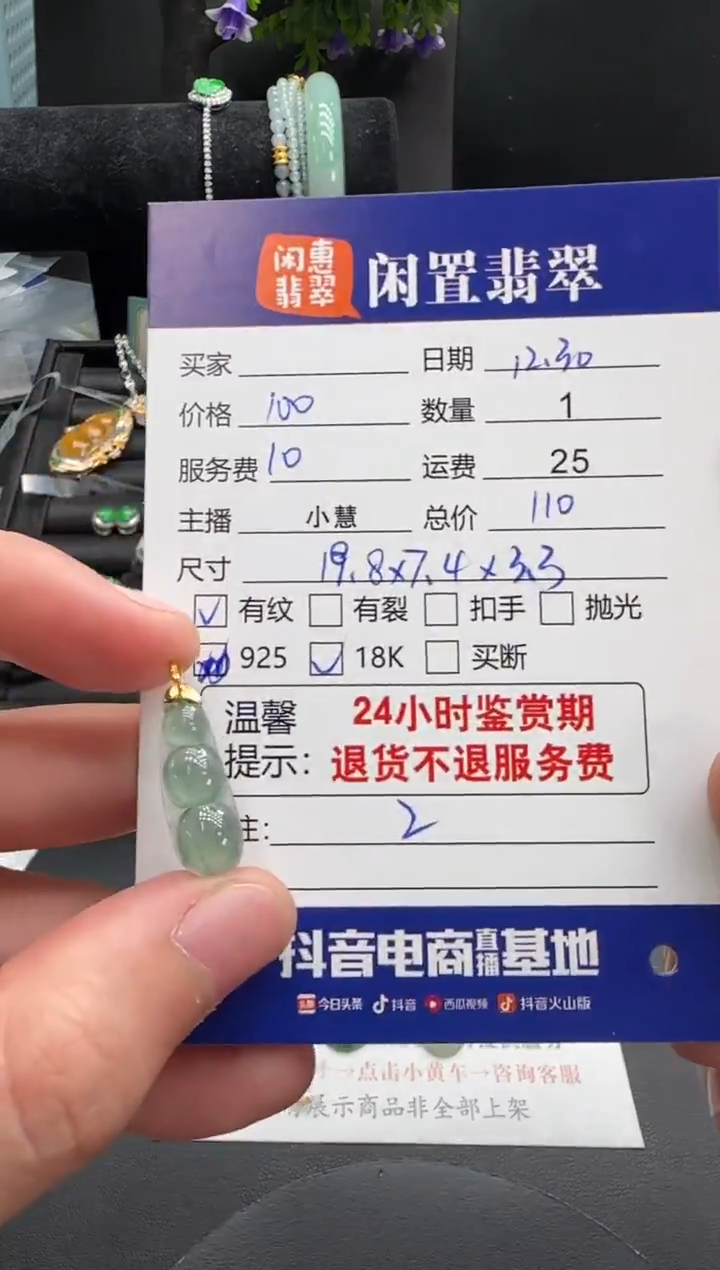 闲惠
翡翠
闲置翡翠
买家 日期 12.30
价格 100 数量 1
服务费 10 运费 25
主播 小慧 总价 110
尺寸 19.8x7.4x3.3
有纹 有裂 扣手 抛光
925 18K 买断
温馨 24小时鉴赏期
提示: 退货不退服务费
注: 2
抖音电商直播基地
头条 今日头条 抖音 西瓜视频 抖音火山版
→点击小黄车→咨询客服
展示商品非全部上架